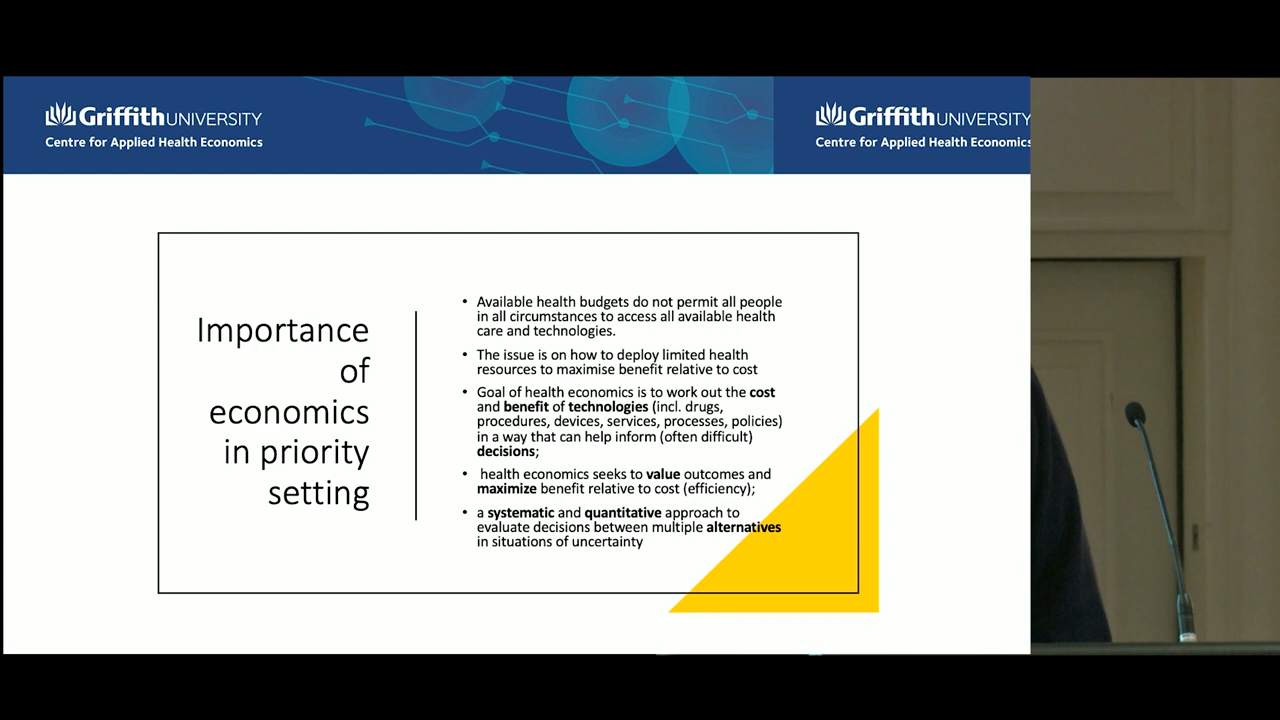 Griffith UNIVERSITY
Centre for Applied Health Economics
Griffith UNIVERSITY
Centre for Applied Health Economics
Importance
of
economics
in priority
setting
• Available health budgets do not permit all people
in all circumstances to access all available health
care and technologies.
• The issue is on how to deploy limited health
resources to maximise benefit relative to cost
• Goal of health economics is to work out the cost
and benefit of technologies (incl. drugs,
procedures, devices, services, processes, policies)
in a way that can help inform (often difficult)
decisions;
• health economics seeks to value outcomes and
maximize benefit relative to cost (efficiency);
• a systematic and quantitative approach to
evaluate decisions between multiple alternatives
in situations of uncertainty